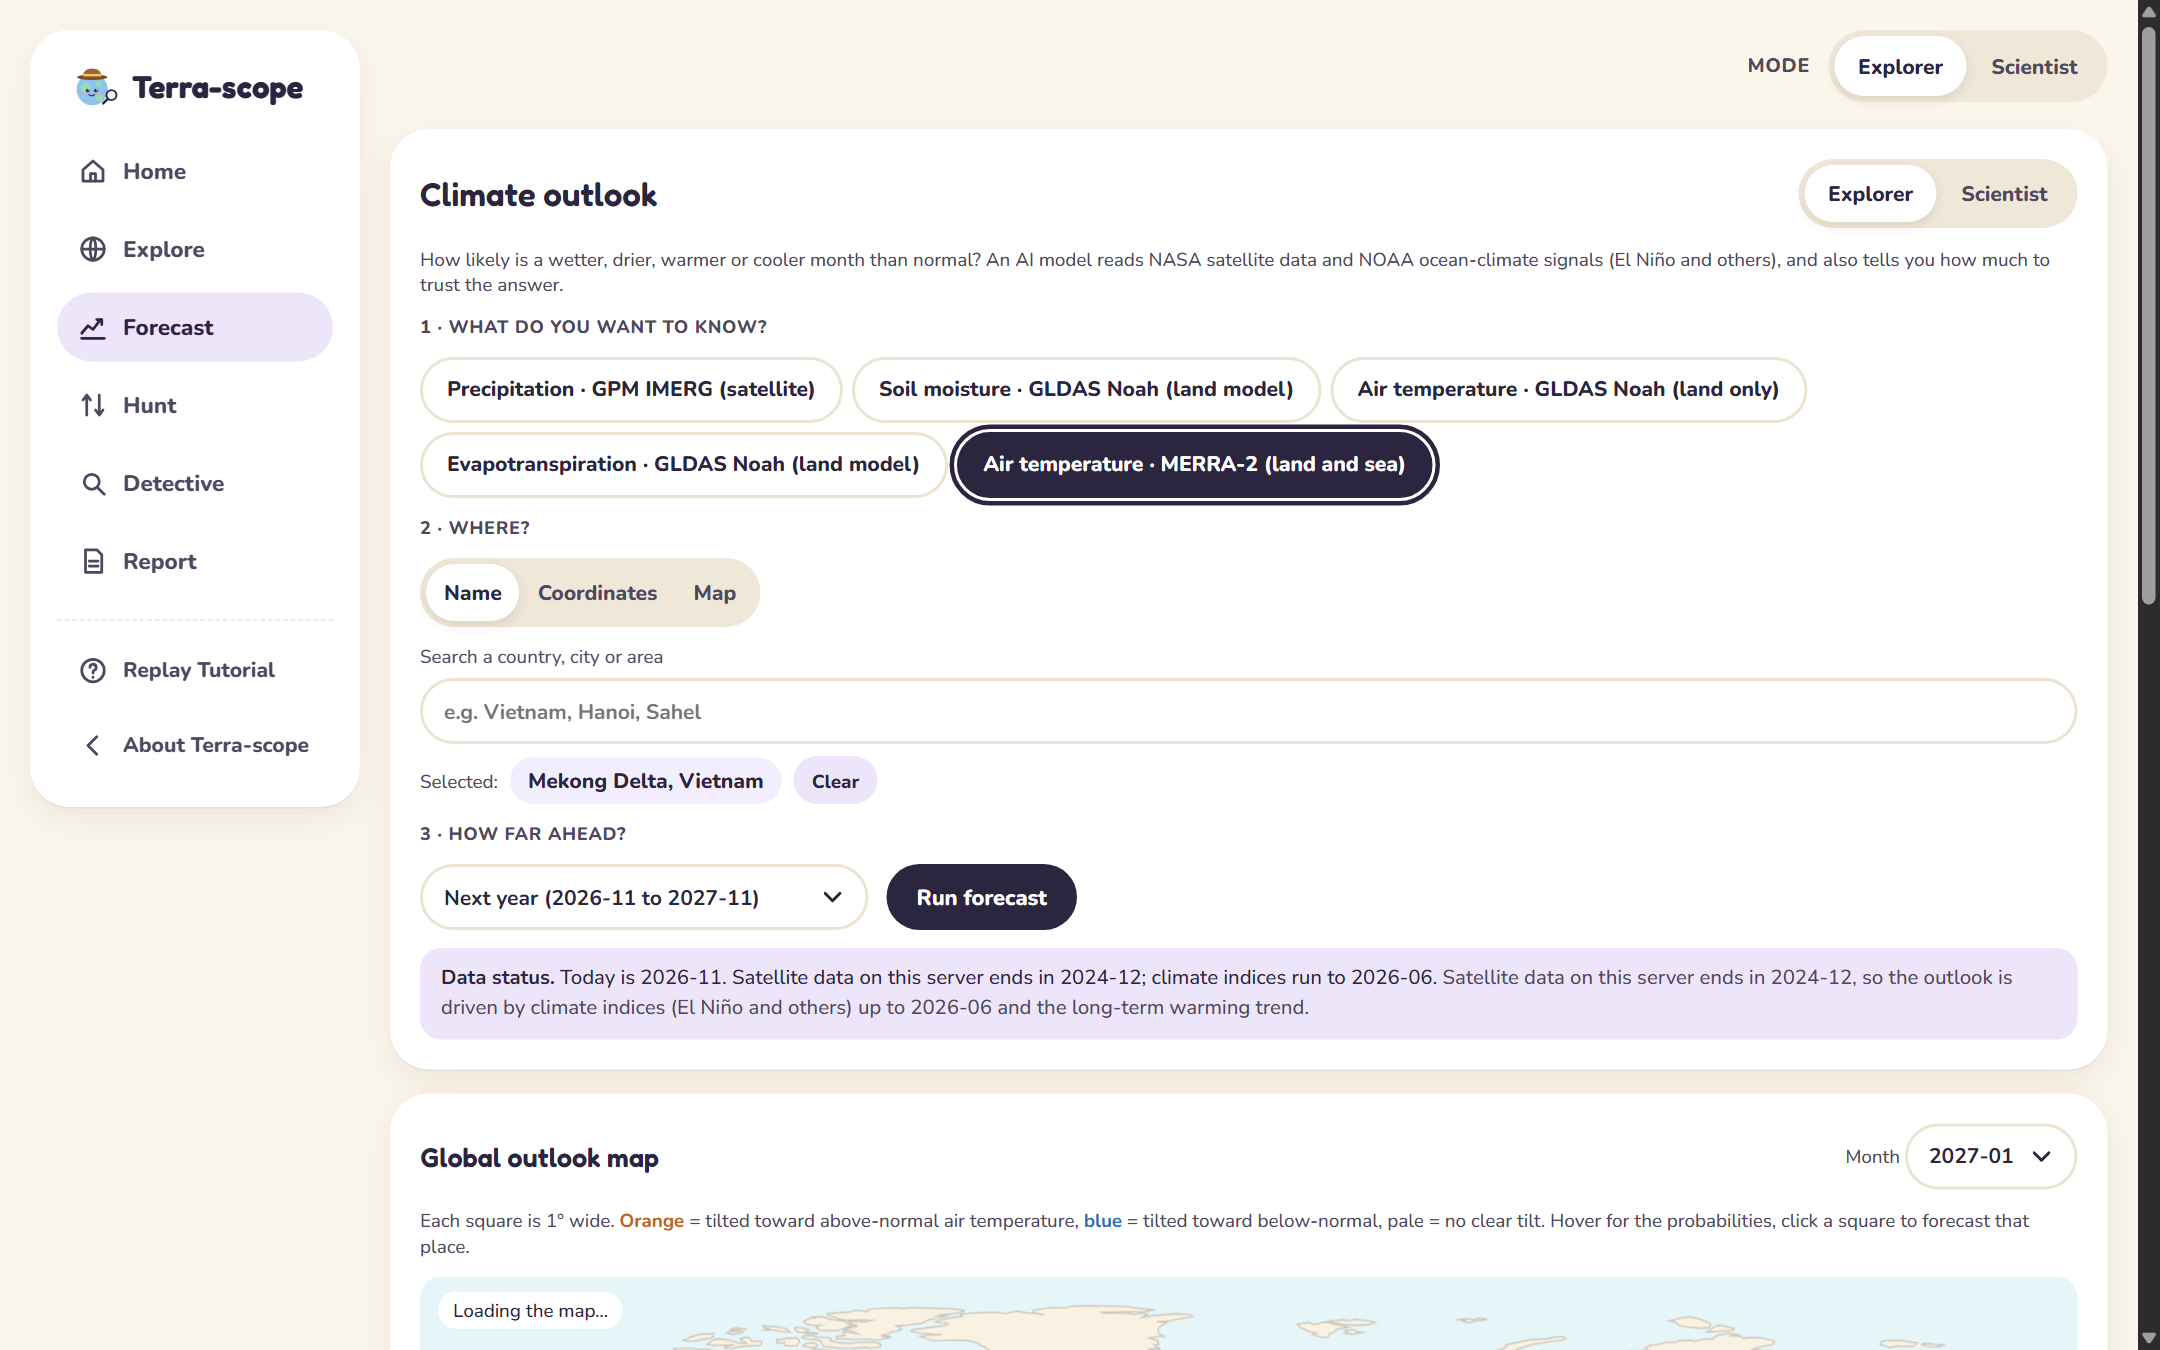 Terra-scope
Home
Explore
Forecast
Hunt
Detective
Report
Replay Tutorial
About Terra-scope
MODE
Explorer
Scientist
Climate outlook
Explorer
Scientist
How likely is a wetter, drier, warmer or cooler month than normal? An AI model reads NASA satellite data and NOAA ocean-climate signals (El Niño and others), and also tells you how much to
trust the answer.
1 · WHAT DO YOU WANT TO KNOW?
Precipitation · GPM IMERG (satellite)
Soil moisture · GLDAS Noah (land model)
Air temperature · GLDAS Noah (land only)
Evapotranspiration · GLDAS Noah (land model)
Air temperature · MERRA-2 (land and sea)
2 · WHERE?
Name
Coordinates
Map
Search a country, city or area
e.g. Vietnam, Hanoi, Sahel
Selected:
Mekong Delta, Vietnam
Clear
3 · HOW FAR AHEAD?
Next year (2026-11 to 2027-11)
Run forecast
Data status. Today is 2026-11. Satellite data on this server ends in 2024-12; climate indices run to 2026-06. Satellite data on this server ends in 2024-12, so the outlook is
driven by climate indices (El Niño and others) up to 2026-06 and the long-term warming trend.
Global outlook map
Month
2027-01
Each square is 1° wide. Orange = tilted toward above-normal air temperature, blue = tilted toward below-normal, pale = no clear tilt. Hover for the probabilities, click a square to forecast that
place.
Loading the map...